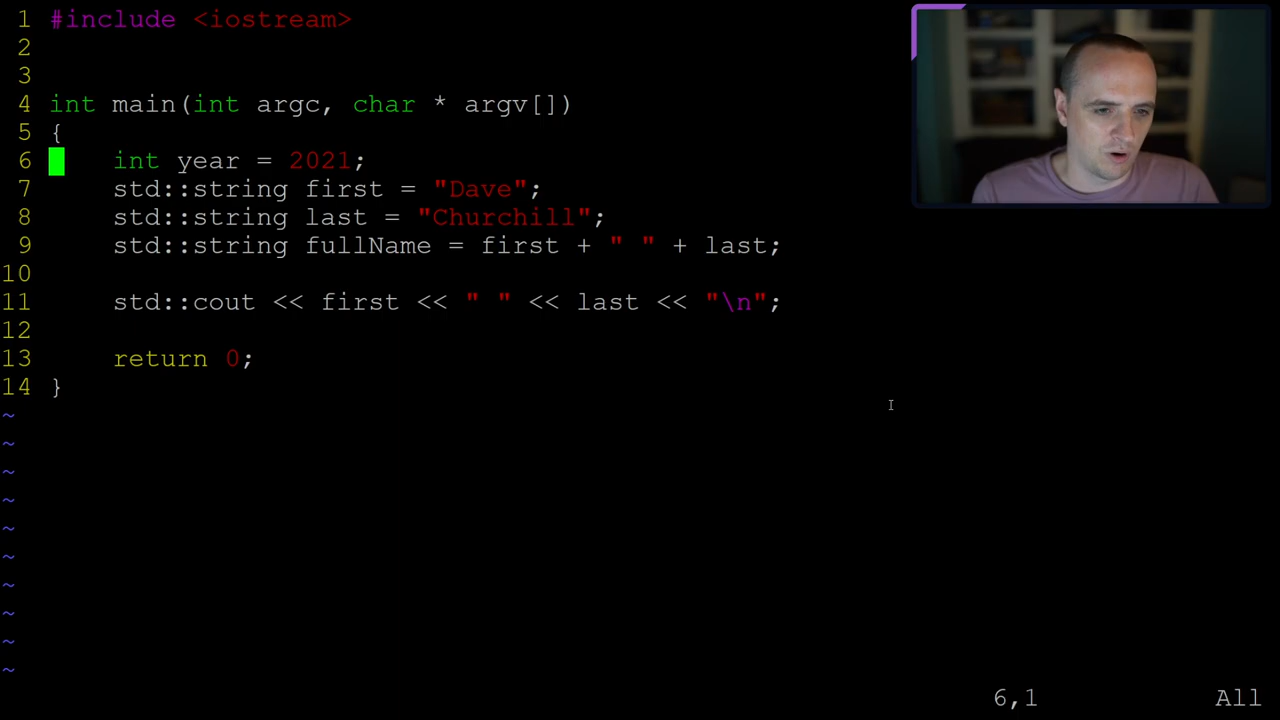 1 #include <iostream>
2
3
4 int main(int argc, char * argv[])
5 {
6     int year = 2021;
7     std::string first = "Dave";
8     std::string last = "Churchill";
9     std::string fullName = first + " " + last;
10
11     std::cout << first << " " << last << "\n";
12
13     return 0;
14 }
~
~
~
~
~
~
~
~
~
~
6,1 All